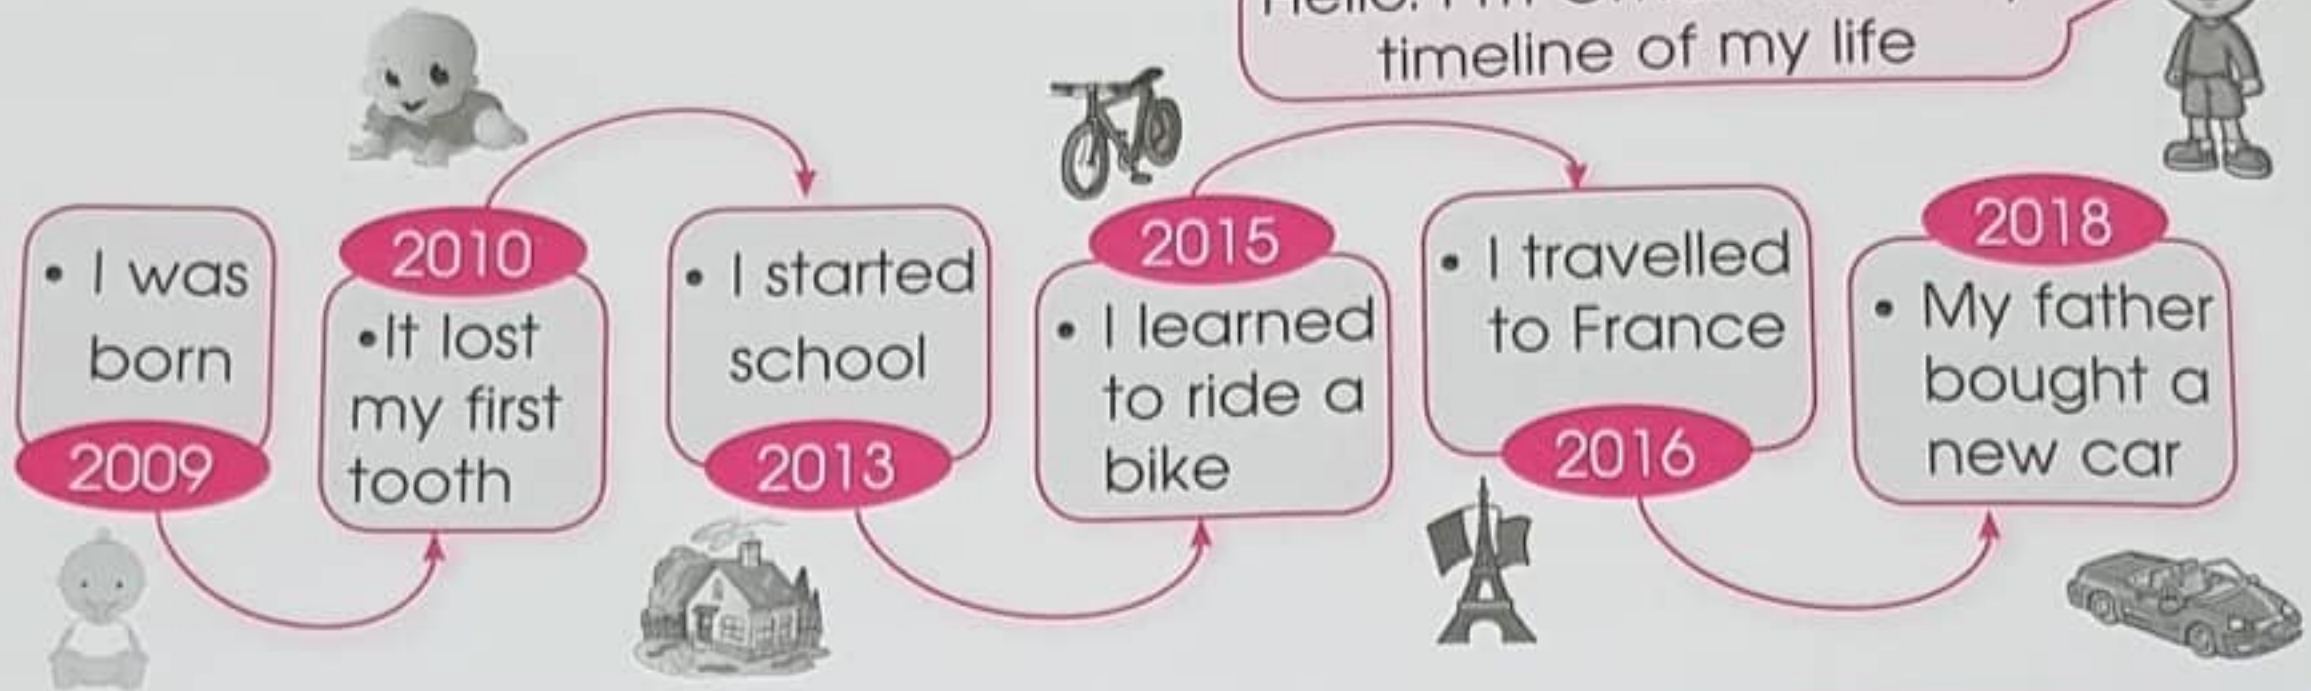 timeline of my life
• I was
born
2009
2010
•It lost
my first
tooth
• I started
school
2013
2015
• I learned
to ride a
bike
• I travelled
to France
2016
2018
• My father
bought a
new car